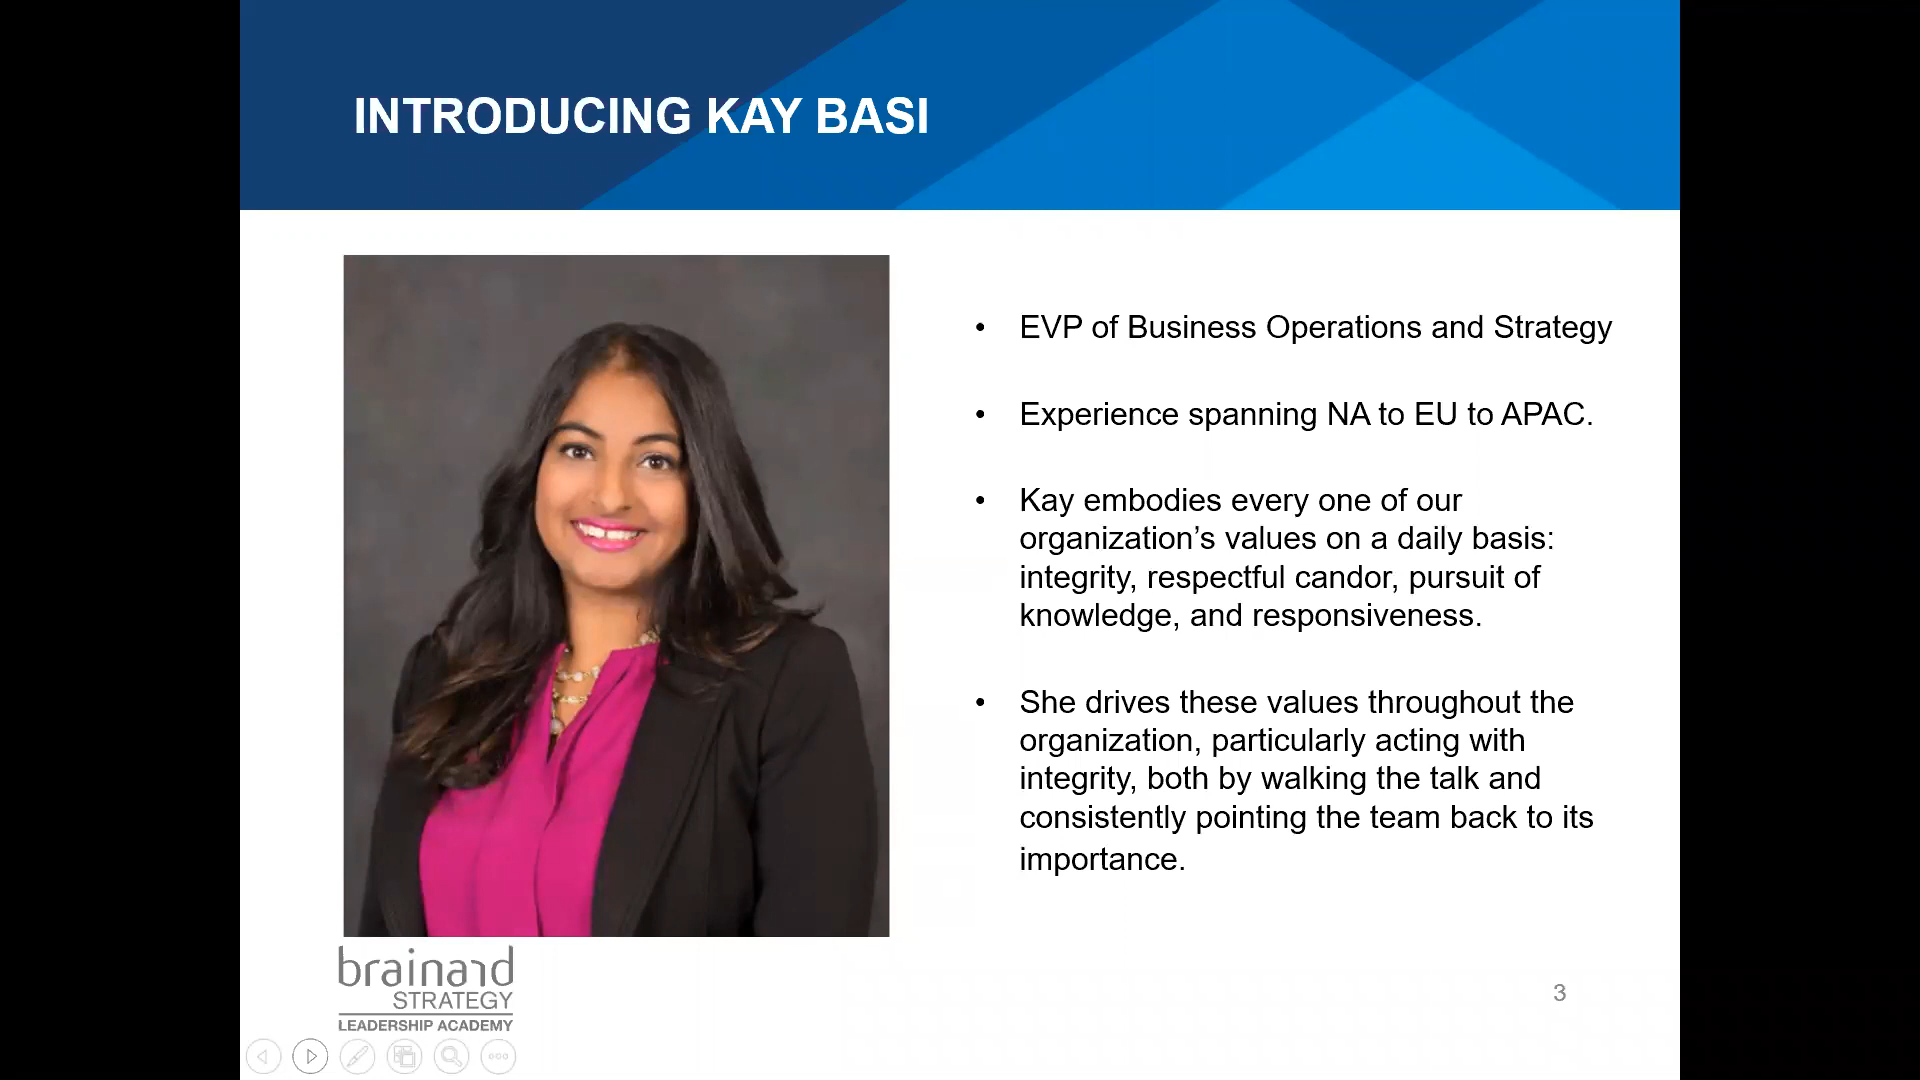 INTRODUCING KAY BASI
• EVP of Business Operations and Strategy
• Experience spanning NA to EU to APAC.
• Kay embodies every one of our
organization’s values on a daily basis:
integrity, respectful candor, pursuit of
knowledge, and responsiveness.
• She drives these values throughout the
organization, particularly acting with
integrity, both by walking the talk and
consistently pointing the team back to its
importance.
brainard
STRATEGY
LEADERSHIP ACADEMY
3